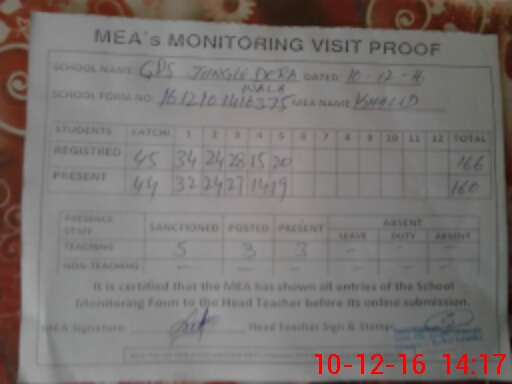 MEA's MONITORING VISIT PROOF
SCHOOL NAME: GPS JUNGLE DERA WALA DATED 10-12-16
SCHOOL FORM NO: 161210 1416375 MEA NAME KHALID
STUDENTS KATCHI 1 2 3 4 5 6 7 8 9 10 11 12 TOTAL
REGISTRED 45 34 24 28 15 20 166
PRESENT 44 32 24 27 14 19 160
PRESENCE STAFF SANCTIONED POSTED PRESENT ABSENT
LEAVE DUTY ABSENT
TEACHING 5 3 3 - - -
NON-TEACHING - - - - - -
It is certified that the MEA has shown all entries of the School
Monitoring Form to the Head Teacher before its online submission.
MEA Signature: Head Teacher Sign & Stamp:
10-12-16 14:17